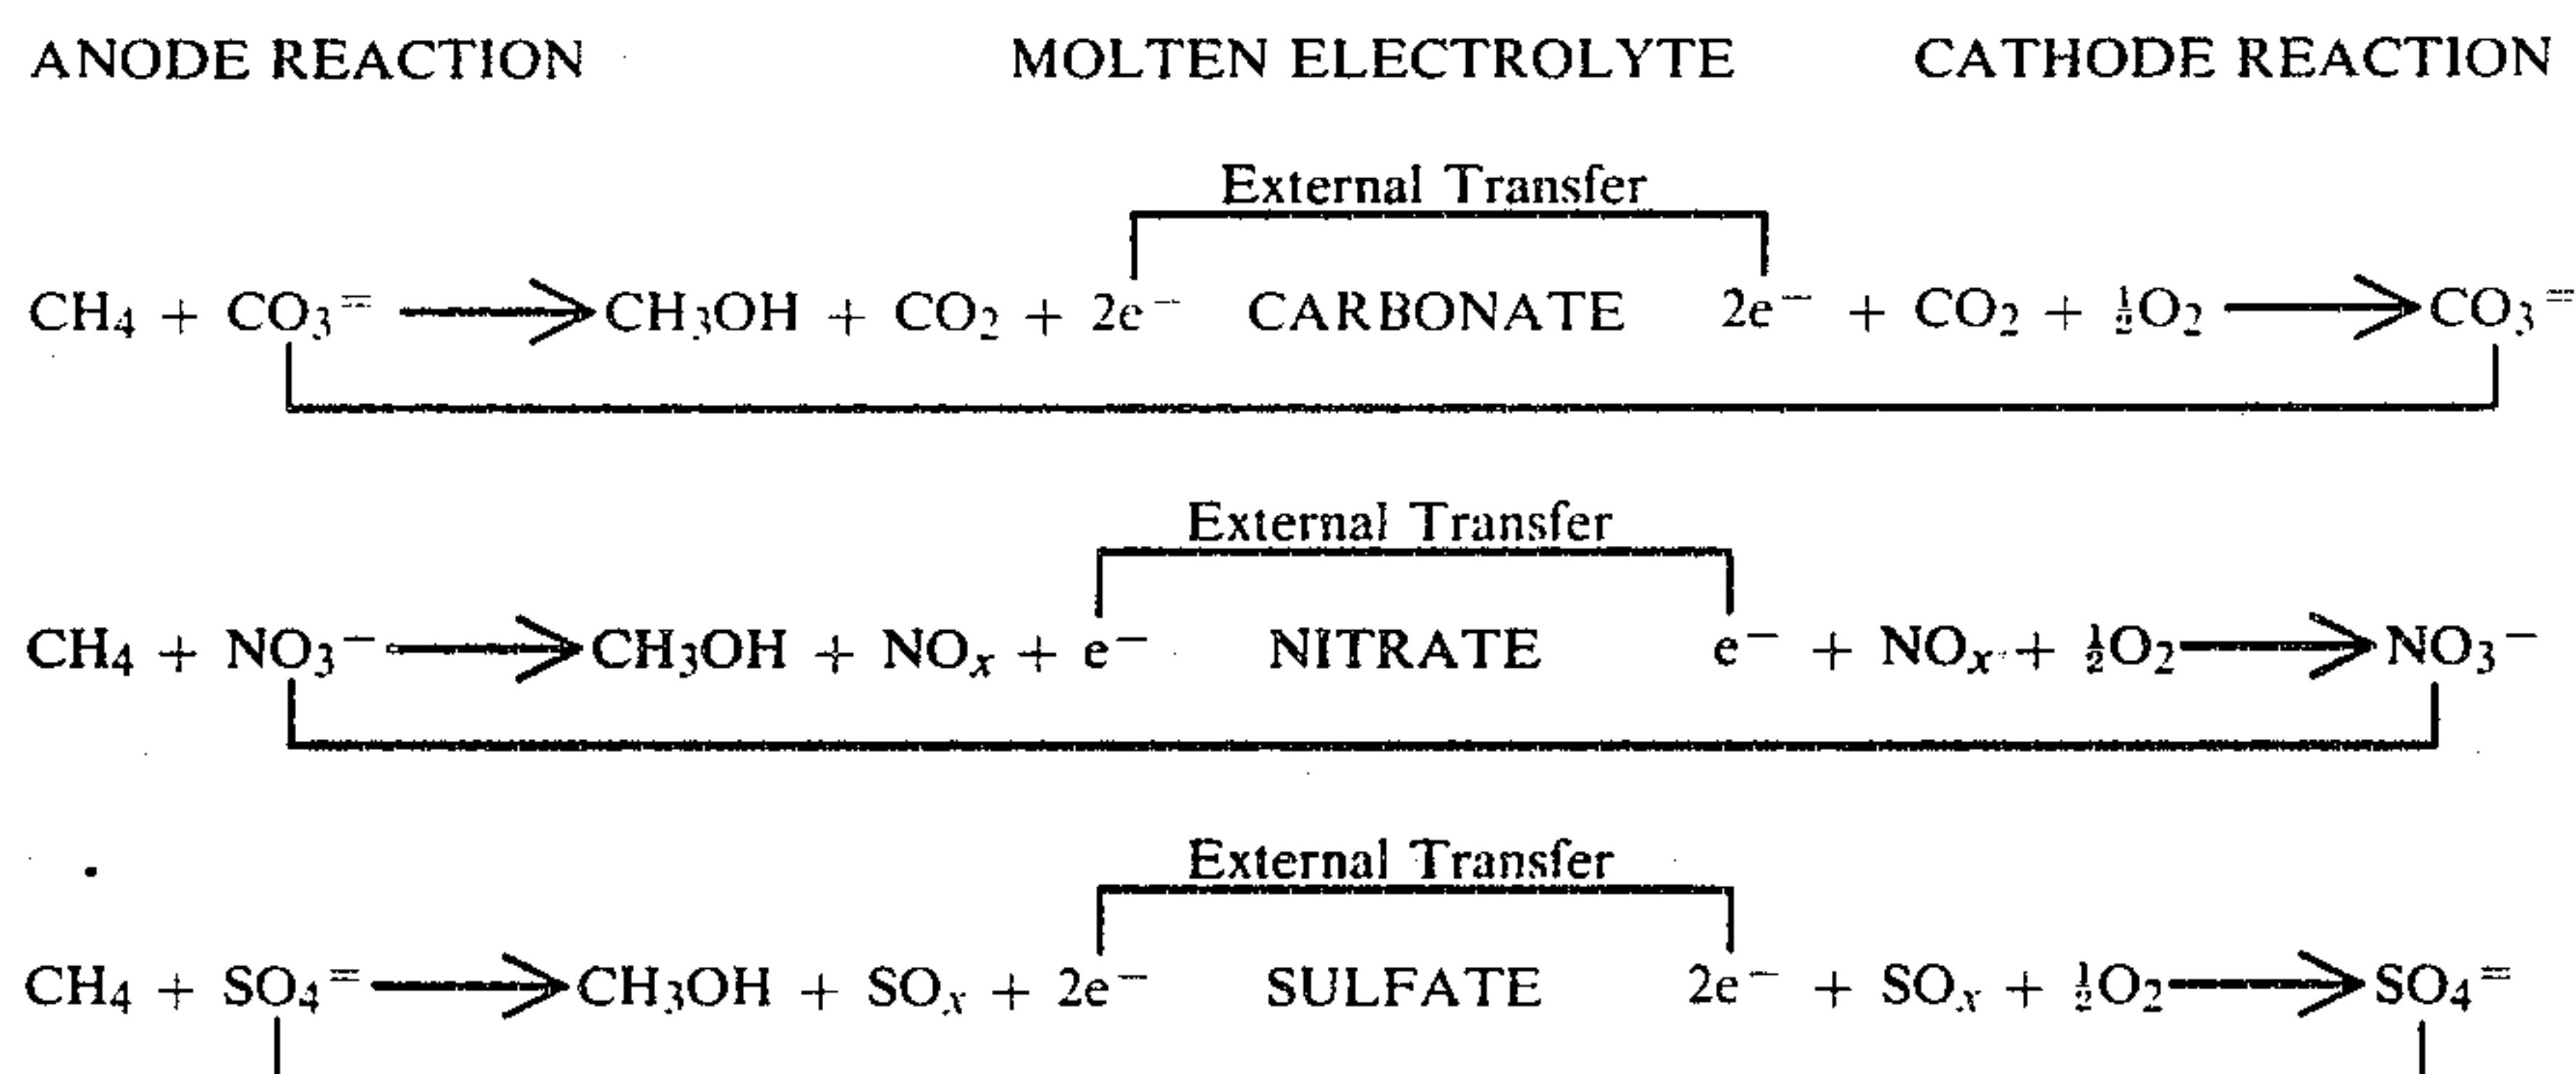 ANODE REACTION MOLTEN ELECTROLYTE CATHODE REACTION
External Transfer
CH₄ + CO₃⁼ ⟶ CH₃OH + CO₂ + 2e⁻ CARBONATE 2e⁻ + CO₂ + ½O₂ ⟶ CO₃⁼
External Transfer
CH₄ + NO₃⁻ ⟶ CH₃OH + NOₓ + e⁻ NITRATE e⁻ + NOₓ + ½O₂ ⟶ NO₃⁻
External Transfer
CH₄ + SO₄⁼ ⟶ CH₃OH + SOₓ + 2e⁻ SULFATE 2e⁻ + SOₓ + ½O₂ ⟶ SO₄⁼